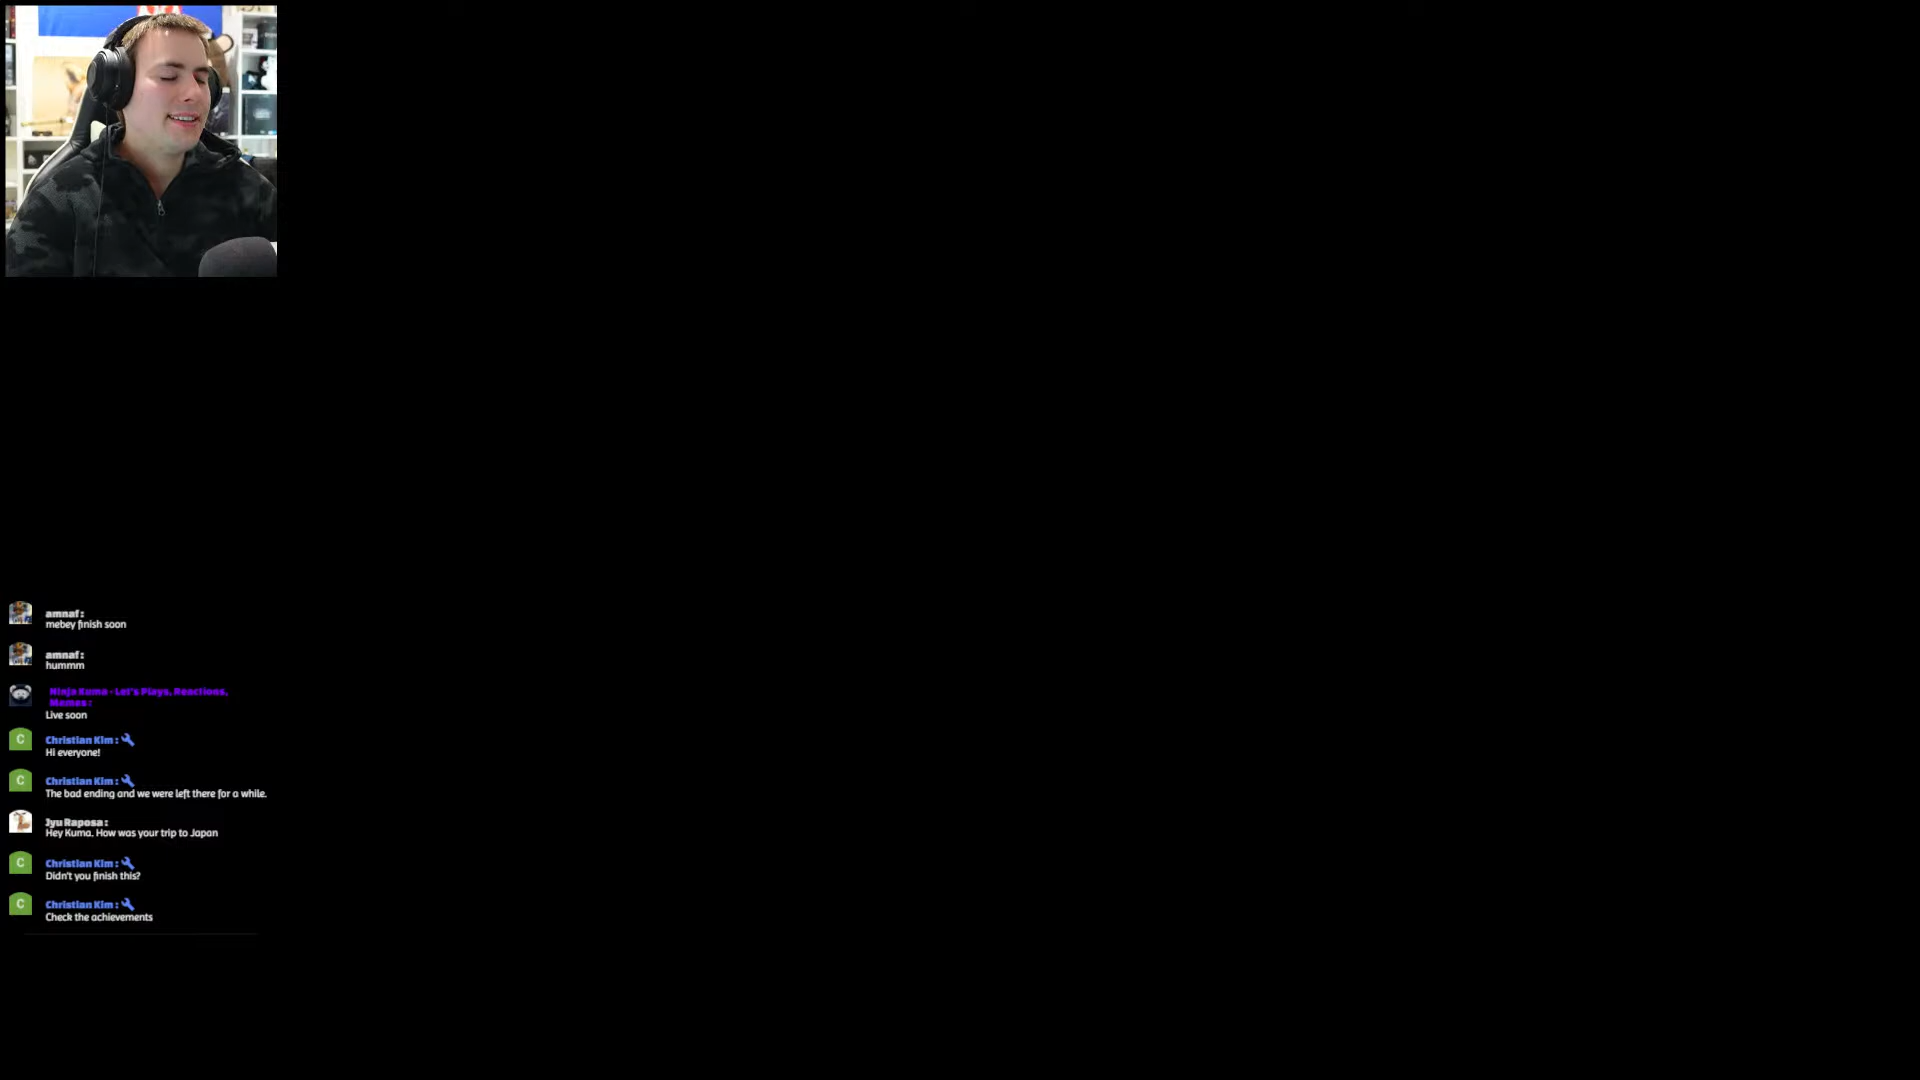 amnaf :
mebey finish soon
amnaf :
hummm
Ninja Kuma - Let's Plays, Reactions,
Memes :
Live soon
C
Christian Kim :
Hi everyone!
C
Christian Kim :
The bad ending and we were left there for a while.
Jyu Raposa :
Hey Kuma. How was your trip to Japan
C
Christian Kim :
Didn't you finish this?
C
Christian Kim :
Check the achievements